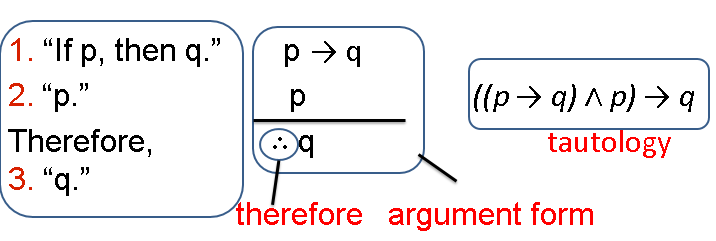 1. “If p, then q.”
2. “p.”
Therefore,
3. “q.”
p → q
p
∴ q
therefore argument form
((p → q) ∧ p) → q
tautology